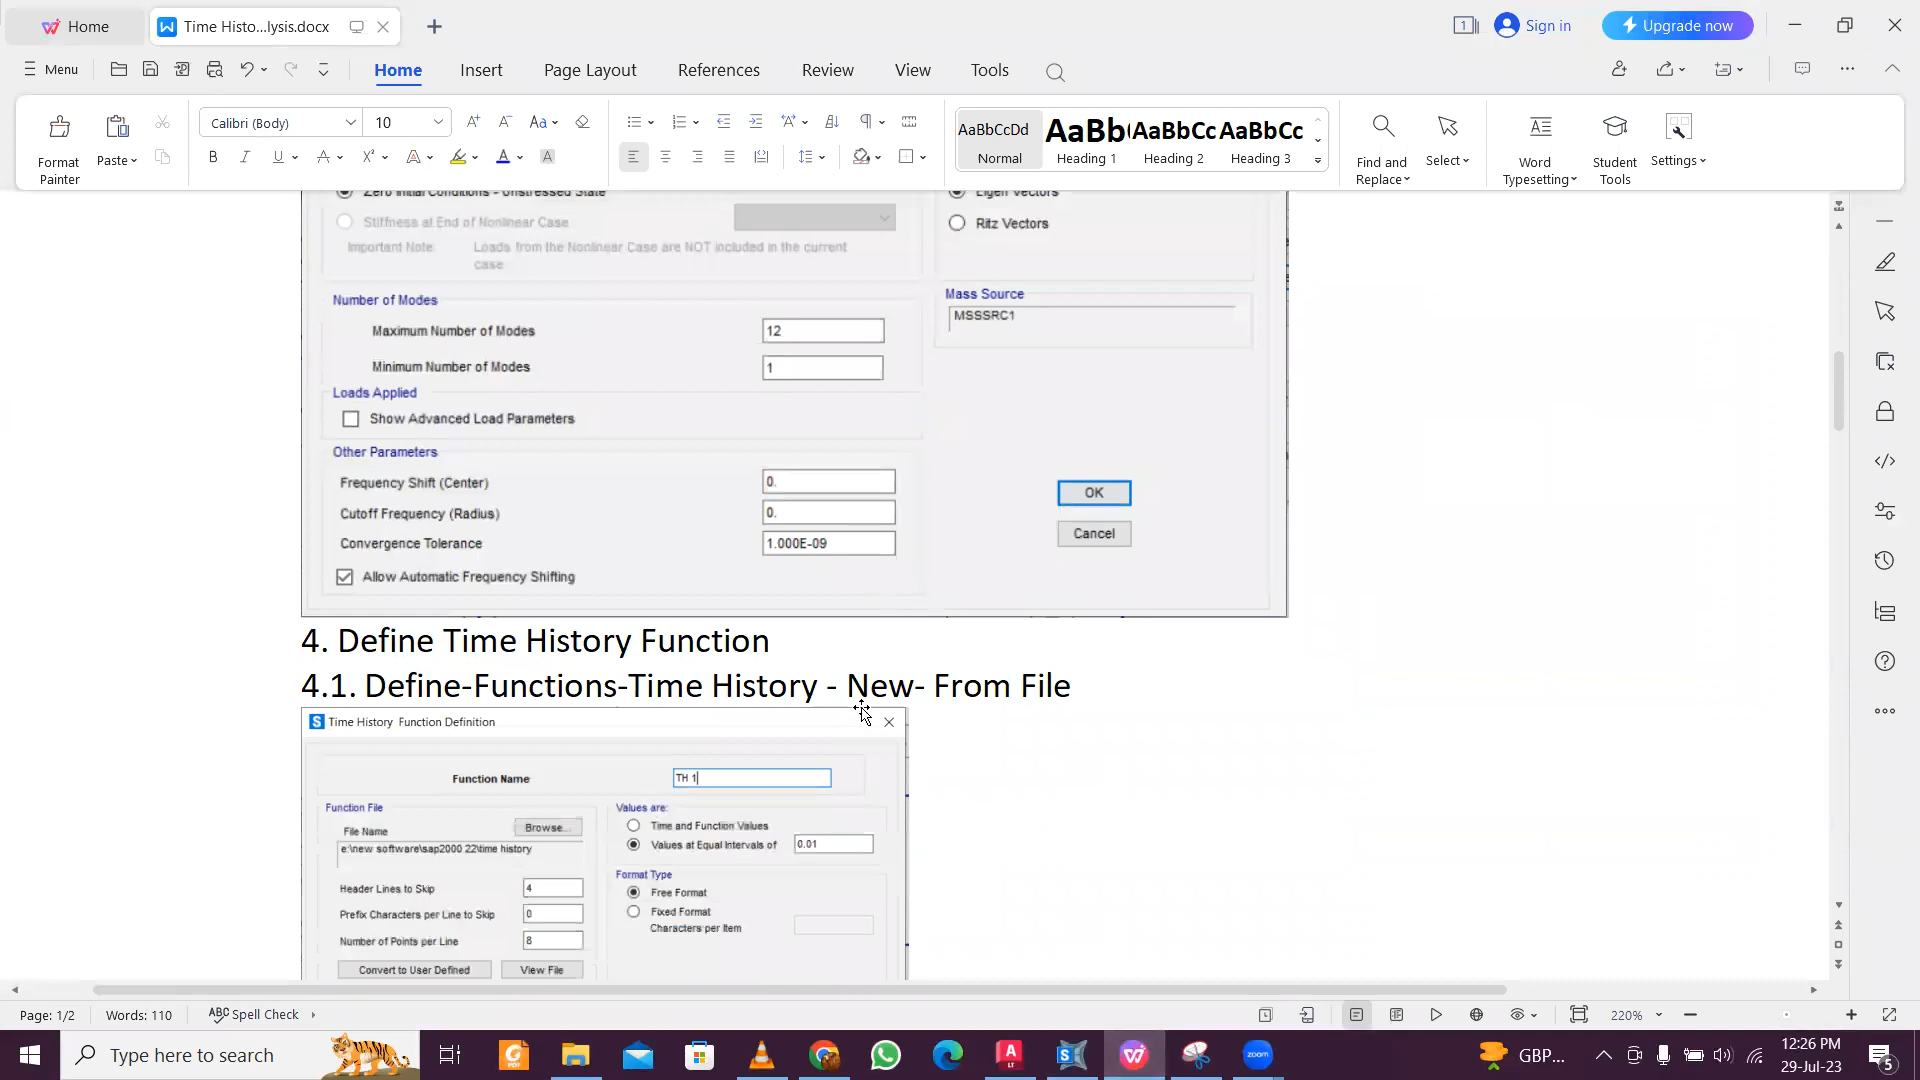 Home
Time Histo...lysis.docx
Sign in
Upgrade now
Menu
Home
Insert
Page Layout
References
Review
View
Tools
Format
Painter
Paste
Calibri (Body)
10
AaBbCcDd
Normal
AaBb(
Heading 1
AaBbCc
Heading 2
AaBbCc
Heading 3
Find and
Replace
Select
Word
Typesetting
Student
Tools
Settings
Zero Initial Conditions - Unstressed State
Eigen Vectors
Stiffness at End of Nonlinear Case
Ritz Vectors
Important Note: Loads from the Nonlinear Case are NOT included in the current
case
Number of Modes
Mass Source
MSSSRC1
Maximum Number of Modes 12
Minimum Number of Modes 1
Loads Applied
Show Advanced Load Parameters
Other Parameters
Frequency Shift (Center) 0.
Cutoff Frequency (Radius) 0.
Convergence Tolerance 1.000E-09
Allow Automatic Frequency Shifting
OK
Cancel
4. Define Time History Function
4.1. Define-Functions-Time History - New- From File
S Time History Function Definition
Function Name TH 1
Function File
File Name Browse...
e:\new software\sap2000 22\time history
Header Lines to Skip 4
Prefix Characters per Line to Skip 0
Number of Points per Line 8
Convert to User Defined View File
Values are:
Time and Function Values
Values at Equal Intervals of 0.01
Format Type
Free Format
Fixed Format
Characters per Item
Page: 1/2
Words: 110
ABC Spell Check
220%
Type here to search
GBP...
12:26 PM
29-Jul-23
5